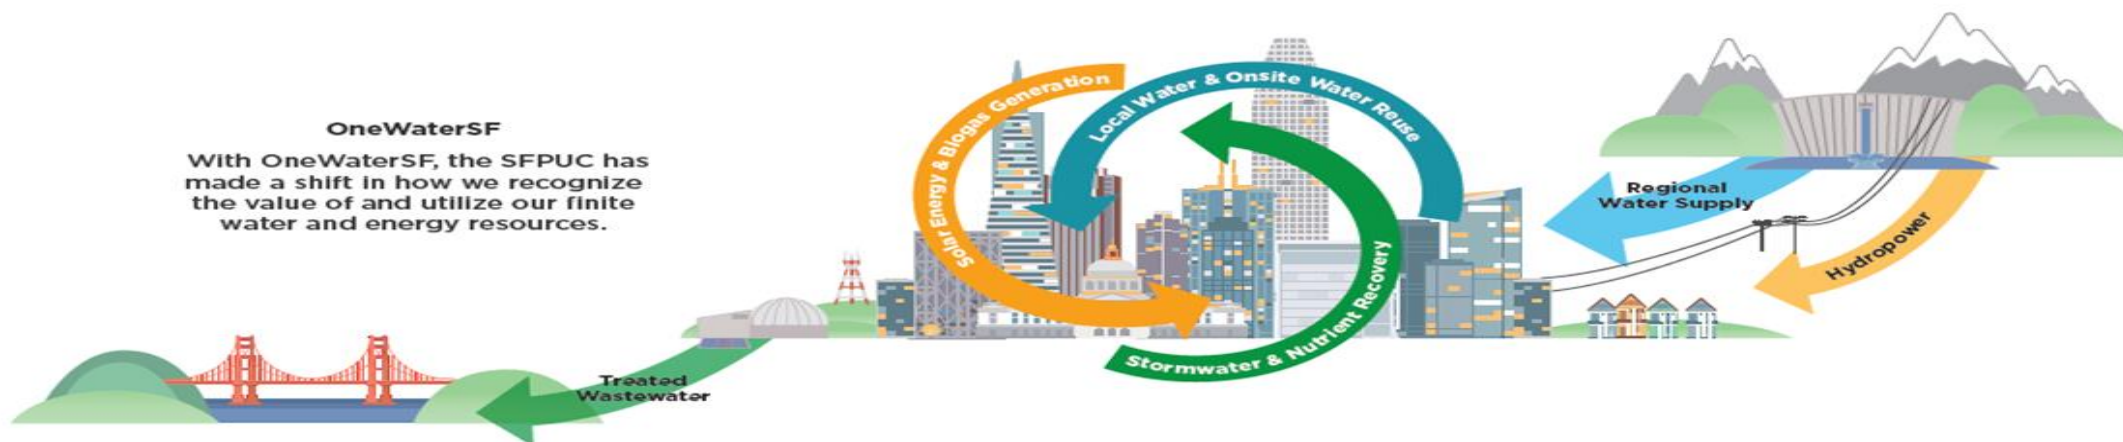 OneWaterSF
With OneWaterSF, the SFPUC has
made a shift in how we recognize
the value of and utilize our finite
water and energy resources.
Solar Energy & Biogas Generation
Local Water & Onsite Water Reuse
Stormwater & Nutrient Recovery
Regional
Water Supply
Hydropower
Treated
Wastewater